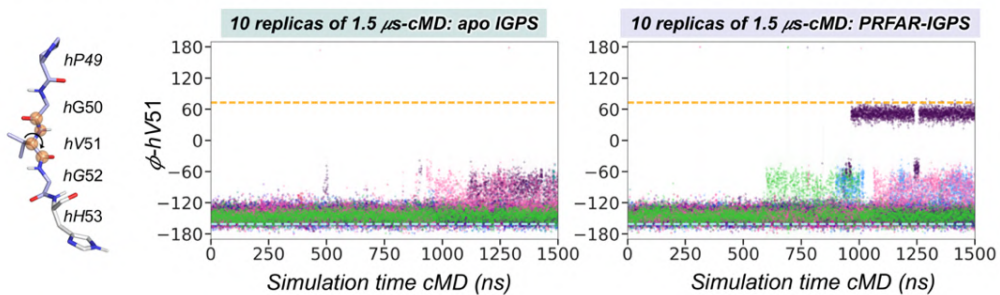 10 replicas of 1.5 μs-cMD: apo IGPS
10 replicas of 1.5 μs-cMD: PRFAR-IGPS
hP49
hG50
hV51
hG52
hH53
ϕ-hV51
180
120
60
0
−60
−120
−180
0 250 500 750 1000 1250 1500
Simulation time cMD (ns)
180
120
60
0
−60
−120
−180
0 250 500 750 1000 1250 1500
Simulation time cMD (ns)